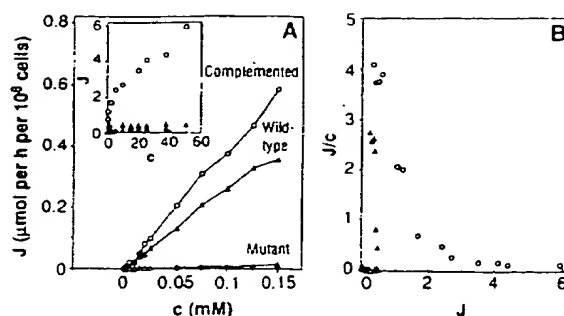 A
J (μmol per h per 10⁸ cells)
0.8
0.6
0.4
0.2
0
0 0.05 0.10 0.15
c (mM)
J
6
4
2
0
0 20 40 60
c
Complemented
Wild-
type
Mutant
B
J/c
5
4
3
2
1
0
0 2 4 6
J